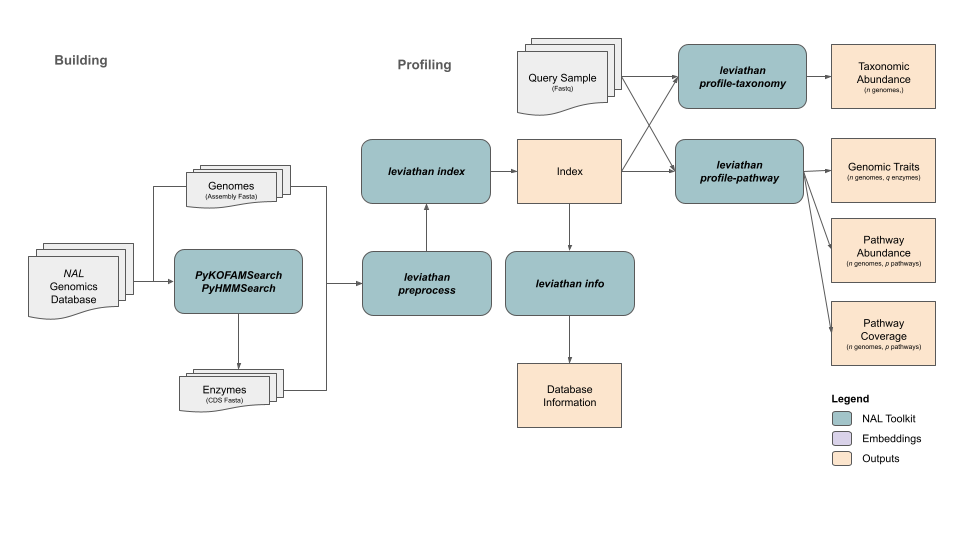 Building
Profiling
NAL
Genomics
Database
Genomes
(Assembly Fasta)
PyKOFAMSearch
PyHMMSearch
Enzymes
(CDS Fasta)
leviathan index
leviathan
preprocess
Query Sample
(Fastq)
Index
leviathan info
Database
Information
leviathan
profile-taxonomy
leviathan
profile-pathway
Taxonomic
Abundance
(n genomes,)
Genomic Traits
(n genomes, q enzymes)
Pathway
Abundance
(n genomes, p pathways)
Pathway
Coverage
(n genomes, p pathways)
Legend
NAL Toolkit
Embeddings
Outputs